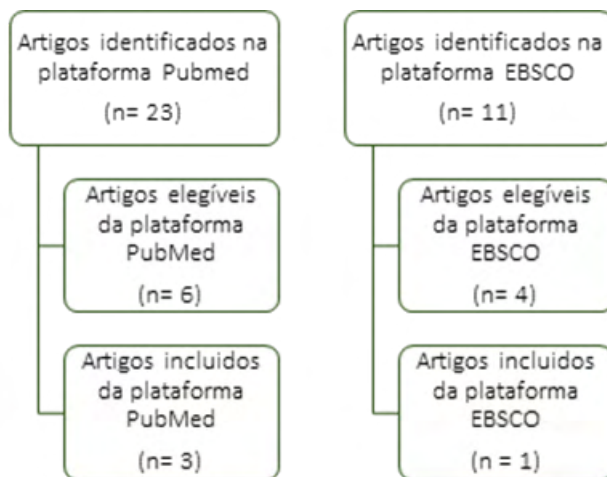 Artigos identificados na
plataforma Pubmed
(n= 23)
Artigos elegíveis
da plataforma
PubMed
(n= 6)
Artigos incluidos
da plataforma
PubMed
(n= 3)
Artigos identificados na
plataforma EBSCO
(n= 11)
Artigos elegíveis
da plataforma
EBSCO
(n= 4)
Artigos incluidos
da plataforma
EBSCO
(n = 1)